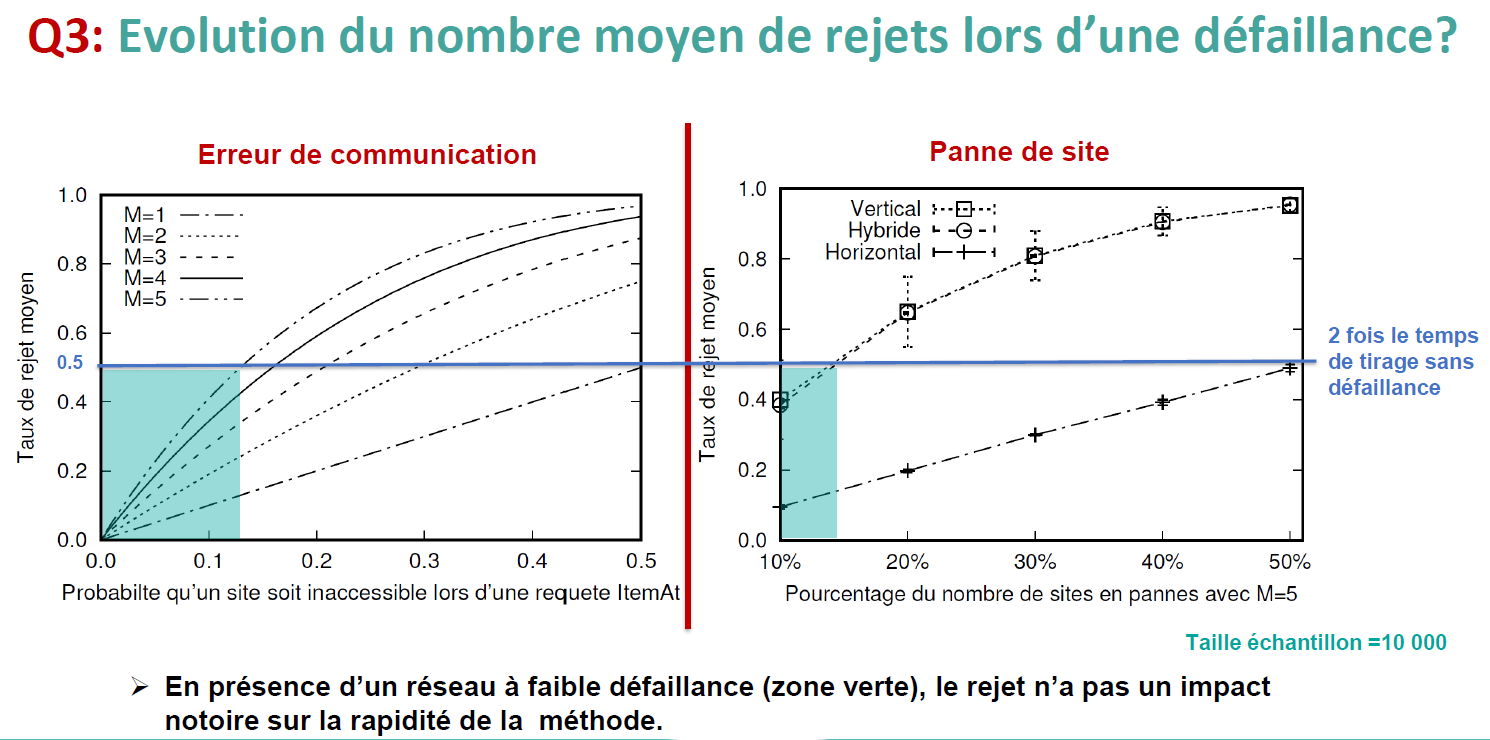 Q3: Evolution du nombre moyen de rejets lors d’une défaillance?
Erreur de communication
1.0
0.8
0.6
0.5
0.4
0.2
0.0
Taux de rejet moyen
M=1
M=2
M=3
M=4
M=5
0.0 0.1 0.2 0.3 0.4 0.5
Probabilte qu’un site soit inaccessible lors d’une requete ItemAt
Panne de site
1.0
0.8
0.6
0.4
0.2
0.0
Taux de rejet moyen
Vertical
Hybride
Horizontal
10% 20% 30% 40% 50%
Pourcentage du nombre de sites en pannes avec M=5
2 fois le temps
de tirage sans
défaillance
Taille échantillon =10 000
➢ En présence d’un réseau à faible défaillance (zone verte), le rejet n’a pas un impact
notoire sur la rapidité de la méthode.